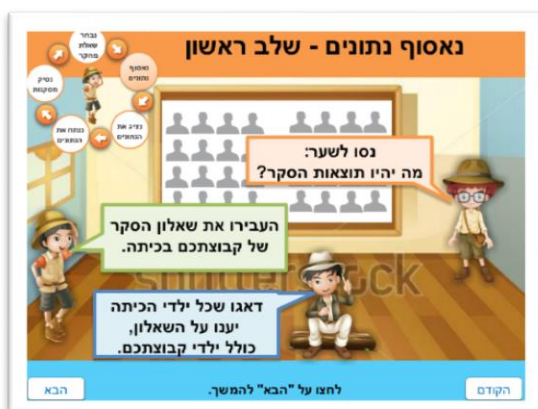 נאסוף נתונים - שלב ראשון
נבחר
שאלת
מחקר
נאסוף
נתונים
נציג את
הנתונים
ננתח את
הנתונים
נסיק
מסקנות
נסו לשער:
מה יהיו תוצאות הסקר?
העבירו את שאלון הסקר
של קבוצתכם בכיתה.
shutterstock
דאגו שכל ילדי הכיתה
יענו על השאלון,
כולל ילדי קבוצתכם.
הקודם
לחצו על "הבא" להמשך.
הבא